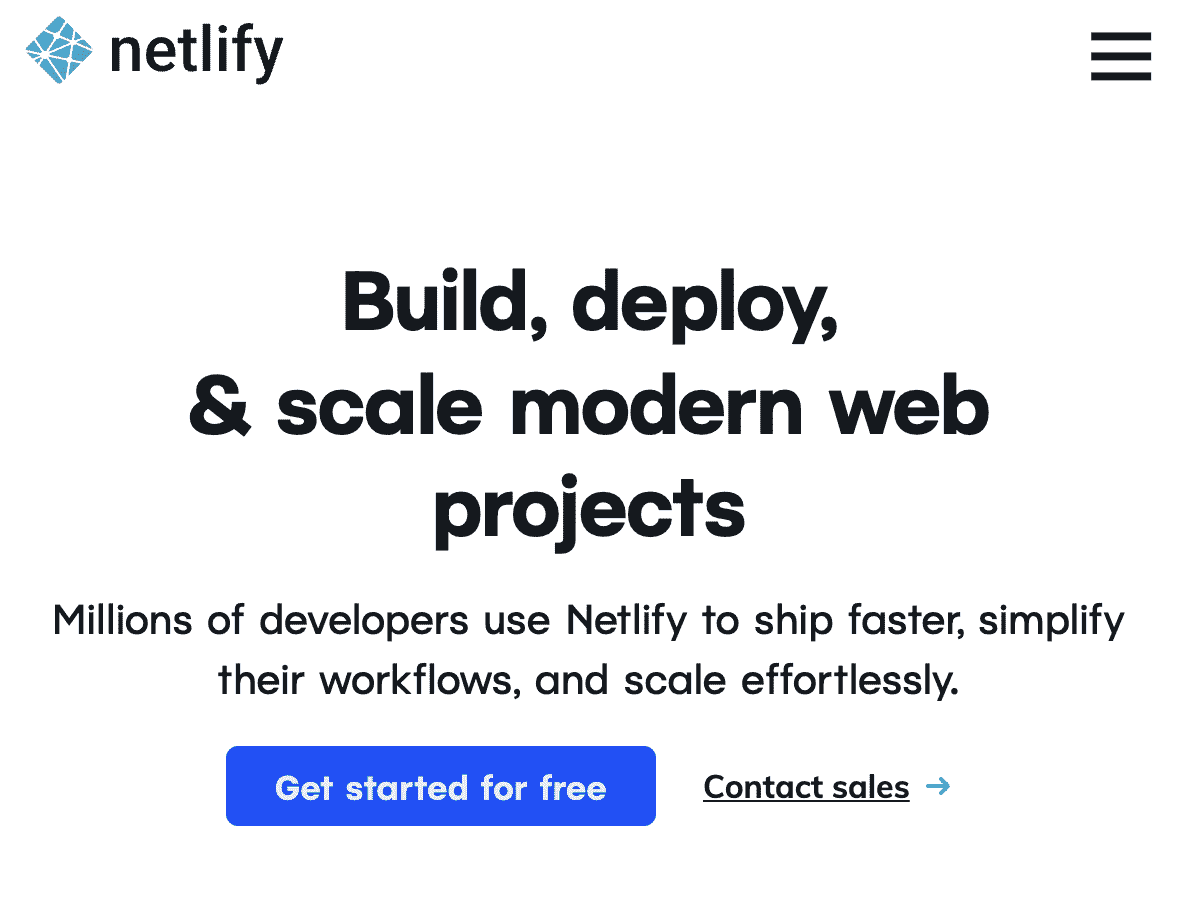 netlify
Build, deploy,
& scale modern web
projects
Millions of developers use Netlify to ship faster, simplify
their workflows, and scale effortlessly.
Get started for free
Contact sales →